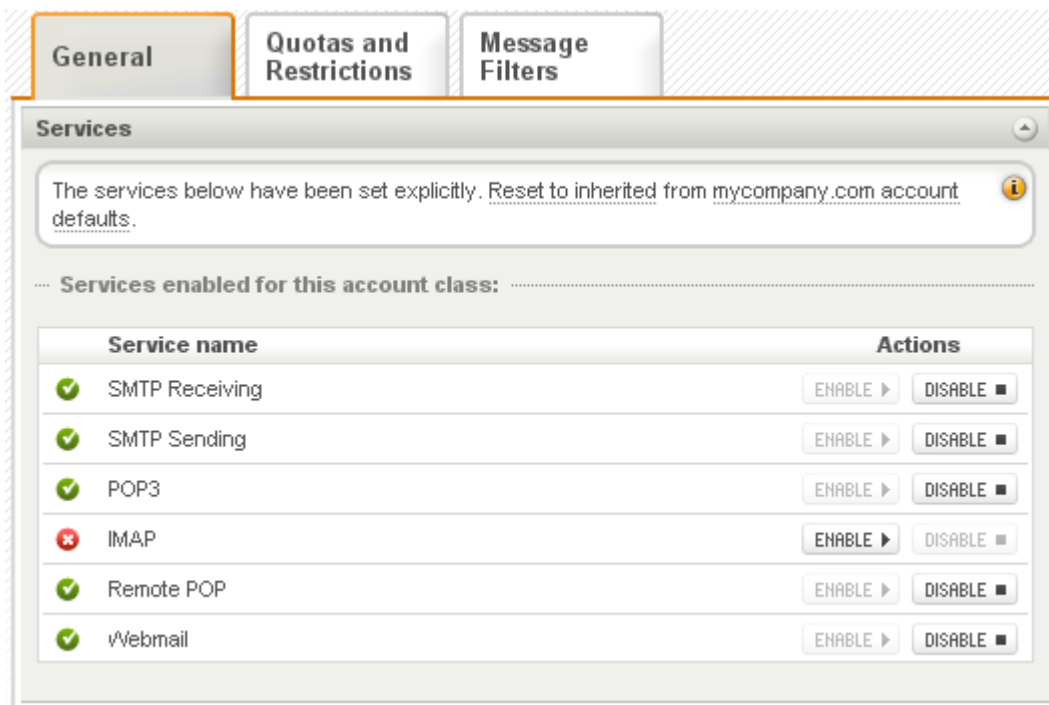 General
Quotas and
Restrictions
Message
Filters
Services
The services below have been set explicitly. Reset to inherited from mycompany.com account
defaults.
Services enabled for this account class:
Service name Actions
SMTP Receiving ENABLE DISABLE
SMTP Sending ENABLE DISABLE
POP3 ENABLE DISABLE
IMAP ENABLE DISABLE
Remote POP ENABLE DISABLE
Webmail ENABLE DISABLE